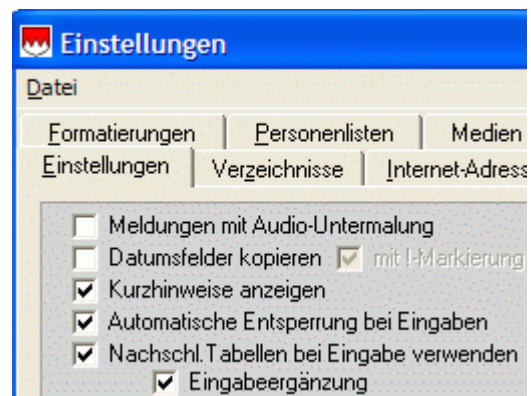 Einstellungen
Datei
Formatierungen Personenlisten Medien
Einstellungen Verzeichnisse Internet-Adress
Meldungen mit Audio-Untermalung
Datumsfelder kopieren mit !-Markierung
Kurzhinweise anzeigen
Automatische Entsperrung bei Eingaben
Nachschl.Tabellen bei Eingabe verwenden
Eingabeergänzung